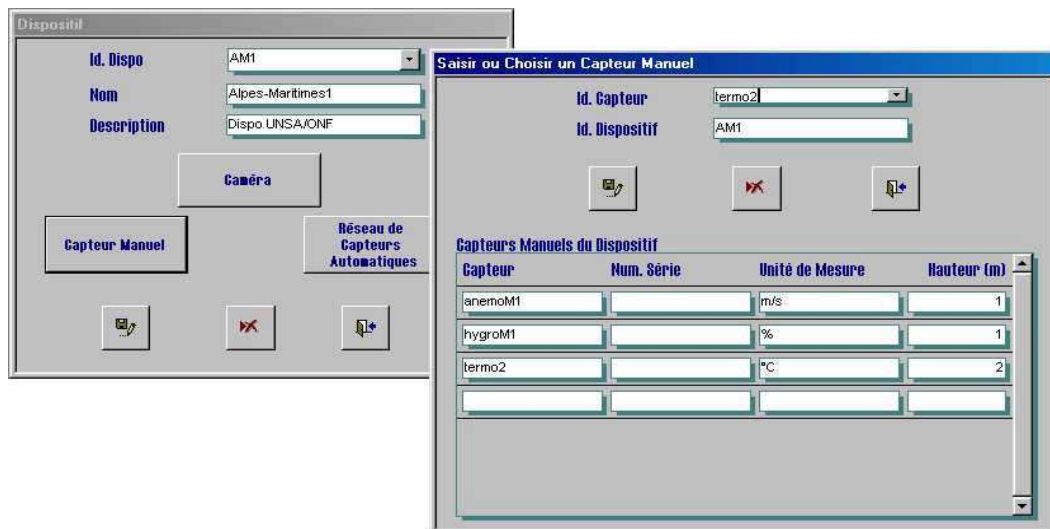 Dispositif
Id. Dispo AM1
Nom Alpes-Maritimes1
Description Dispo UNSA/ONF
Caméra
Capteur Manuel
Réseau de
Capteurs
Automatiques
Saisir ou Choisir un Capteur Manuel
Id. Capteur termo2
Id. Dispositif AM1
Capteurs Manuels du Dispositif
Capteur Num. Série Unité de Mesure Hauteur (m)
anemoM1 m/s 1
hygroM1 % 1
termo2 °C 2